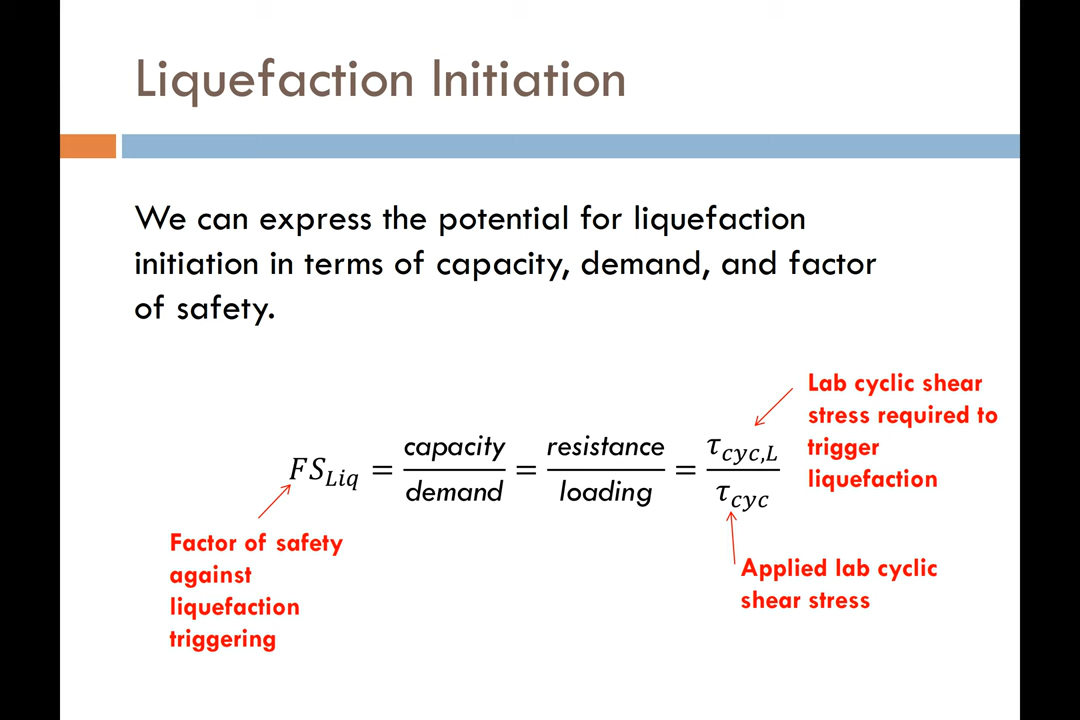 Liquefaction Initiation
We can express the potential for liquefaction
initiation in terms of capacity, demand, and factor
of safety.
Lab cyclic shear
stress required to
trigger
liquefaction
FS_Liq = capacity/demand = resistance/loading = τ_cyc,L/τ_cyc
Factor of safety
against
liquefaction
triggering
Applied lab cyclic
shear stress